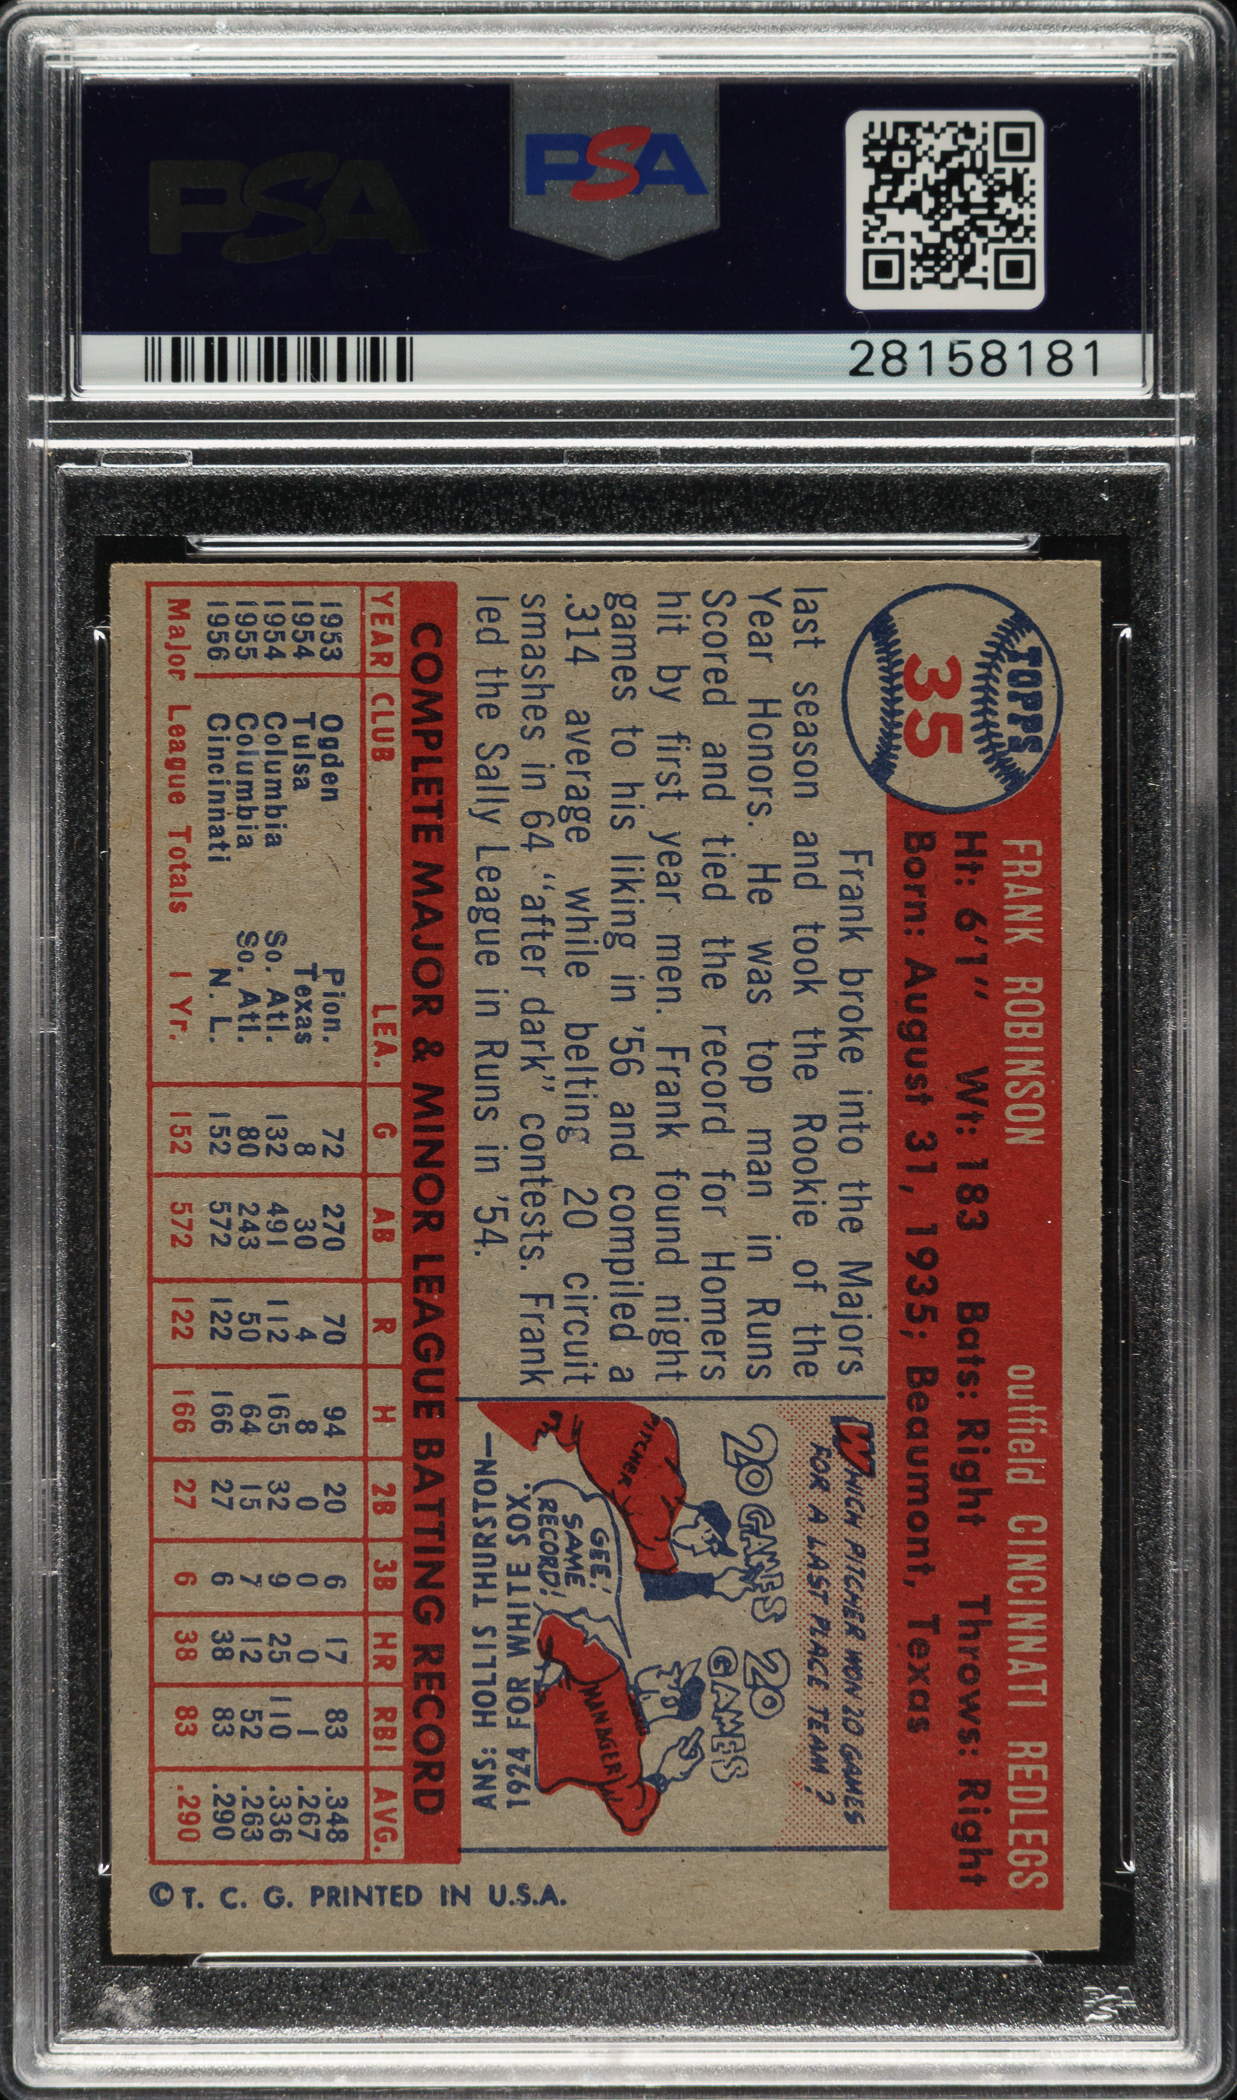 PSA
PSA
28158181
TOPPS
35
FRANK ROBINSON outfield CINCINNATI REDLEGS
Ht: 6'1" Wt: 183 Bats: Right Throws: Right
Born: August 31, 1935; Beaumont, Texas
Frank broke into the Majors
last season and took the Rookie of the
Year Honors. He was top man in Runs
Scored and tied the record for Homers
hit by first year men. Frank found night
games to his liking in '56 and compiled a
.314 average while belting 20 circuit
smashes in 64 "after dark" contests. Frank
led the Sally League in Runs in '54.
WHICH PITCHER WON 20 GAMES
FOR A LAST PLACE TEAM?
20 GAMES
20
GAMES
PITCHER
GEE!
SAME
RECORD!
MANAGER
ANS: HOLLIS THURSTON—
1924 FOR WHITE SOX.
COMPLETE MAJOR & MINOR LEAGUE BATTING RECORD
YEAR CLUB LEA. G AB R H 2B 3B HR RBI AVG.
1953 Ogden Pion. 72 270 70 94 20 6 17 83 .348
1954 Tulsa Texas 8 30 4 8 0 0 0 1 .267
1954 Columbia So. Atl. 132 491 112 165 32 9 25 110 .336
1955 Columbia So. Atl. 80 243 50 64 15 7 12 52 .263
1956 Cincinnati N. L. 152 572 122 166 27 6 38 83 .290
Major League Totals 1 Yr. 152 572 122 166 27 6 38 83 .290
© T. C. G. PRINTED IN U.S.A.